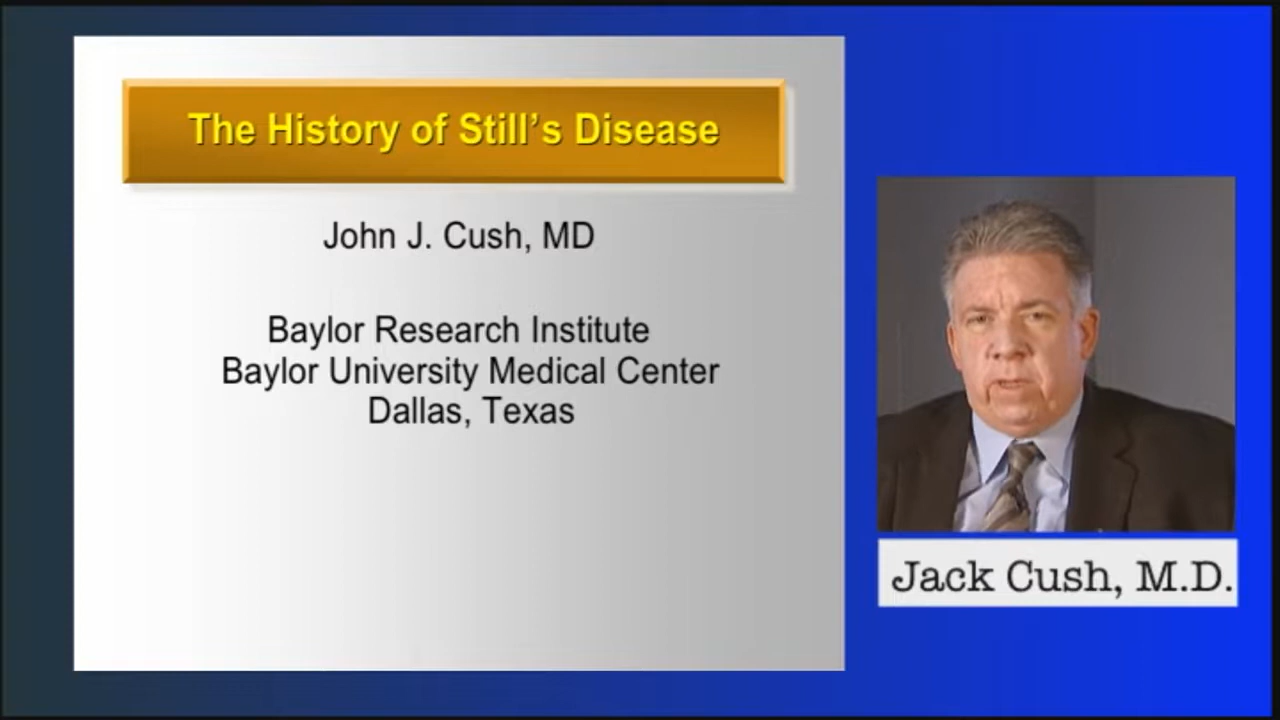 The History of Still's Disease
John J. Cush, MD
Baylor Research Institute
Baylor University Medical Center
Dallas, Texas
Jack Cush, M.D.